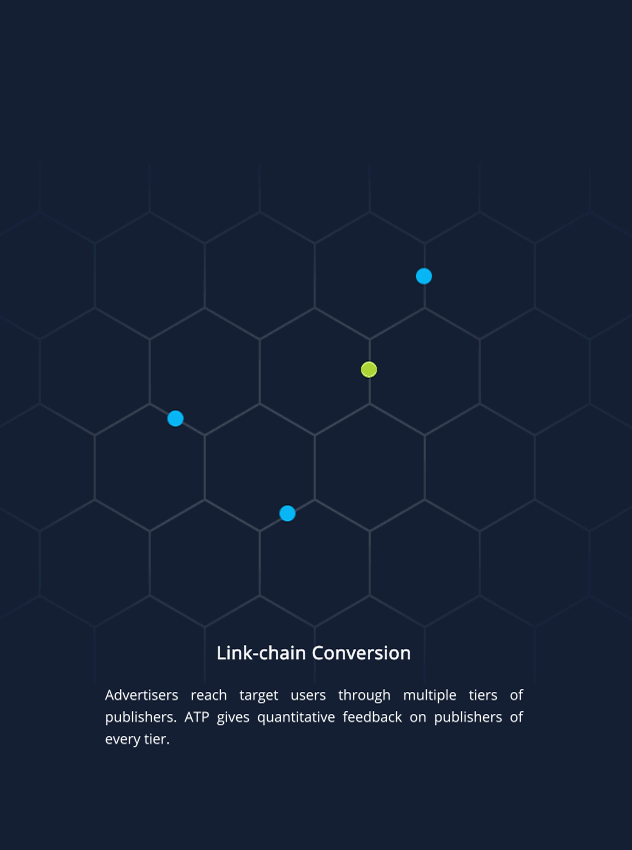 Link-chain Conversion
Advertisers reach target users through multiple tiers of
publishers. ATP gives quantitative feedback on publishers of
every tier.